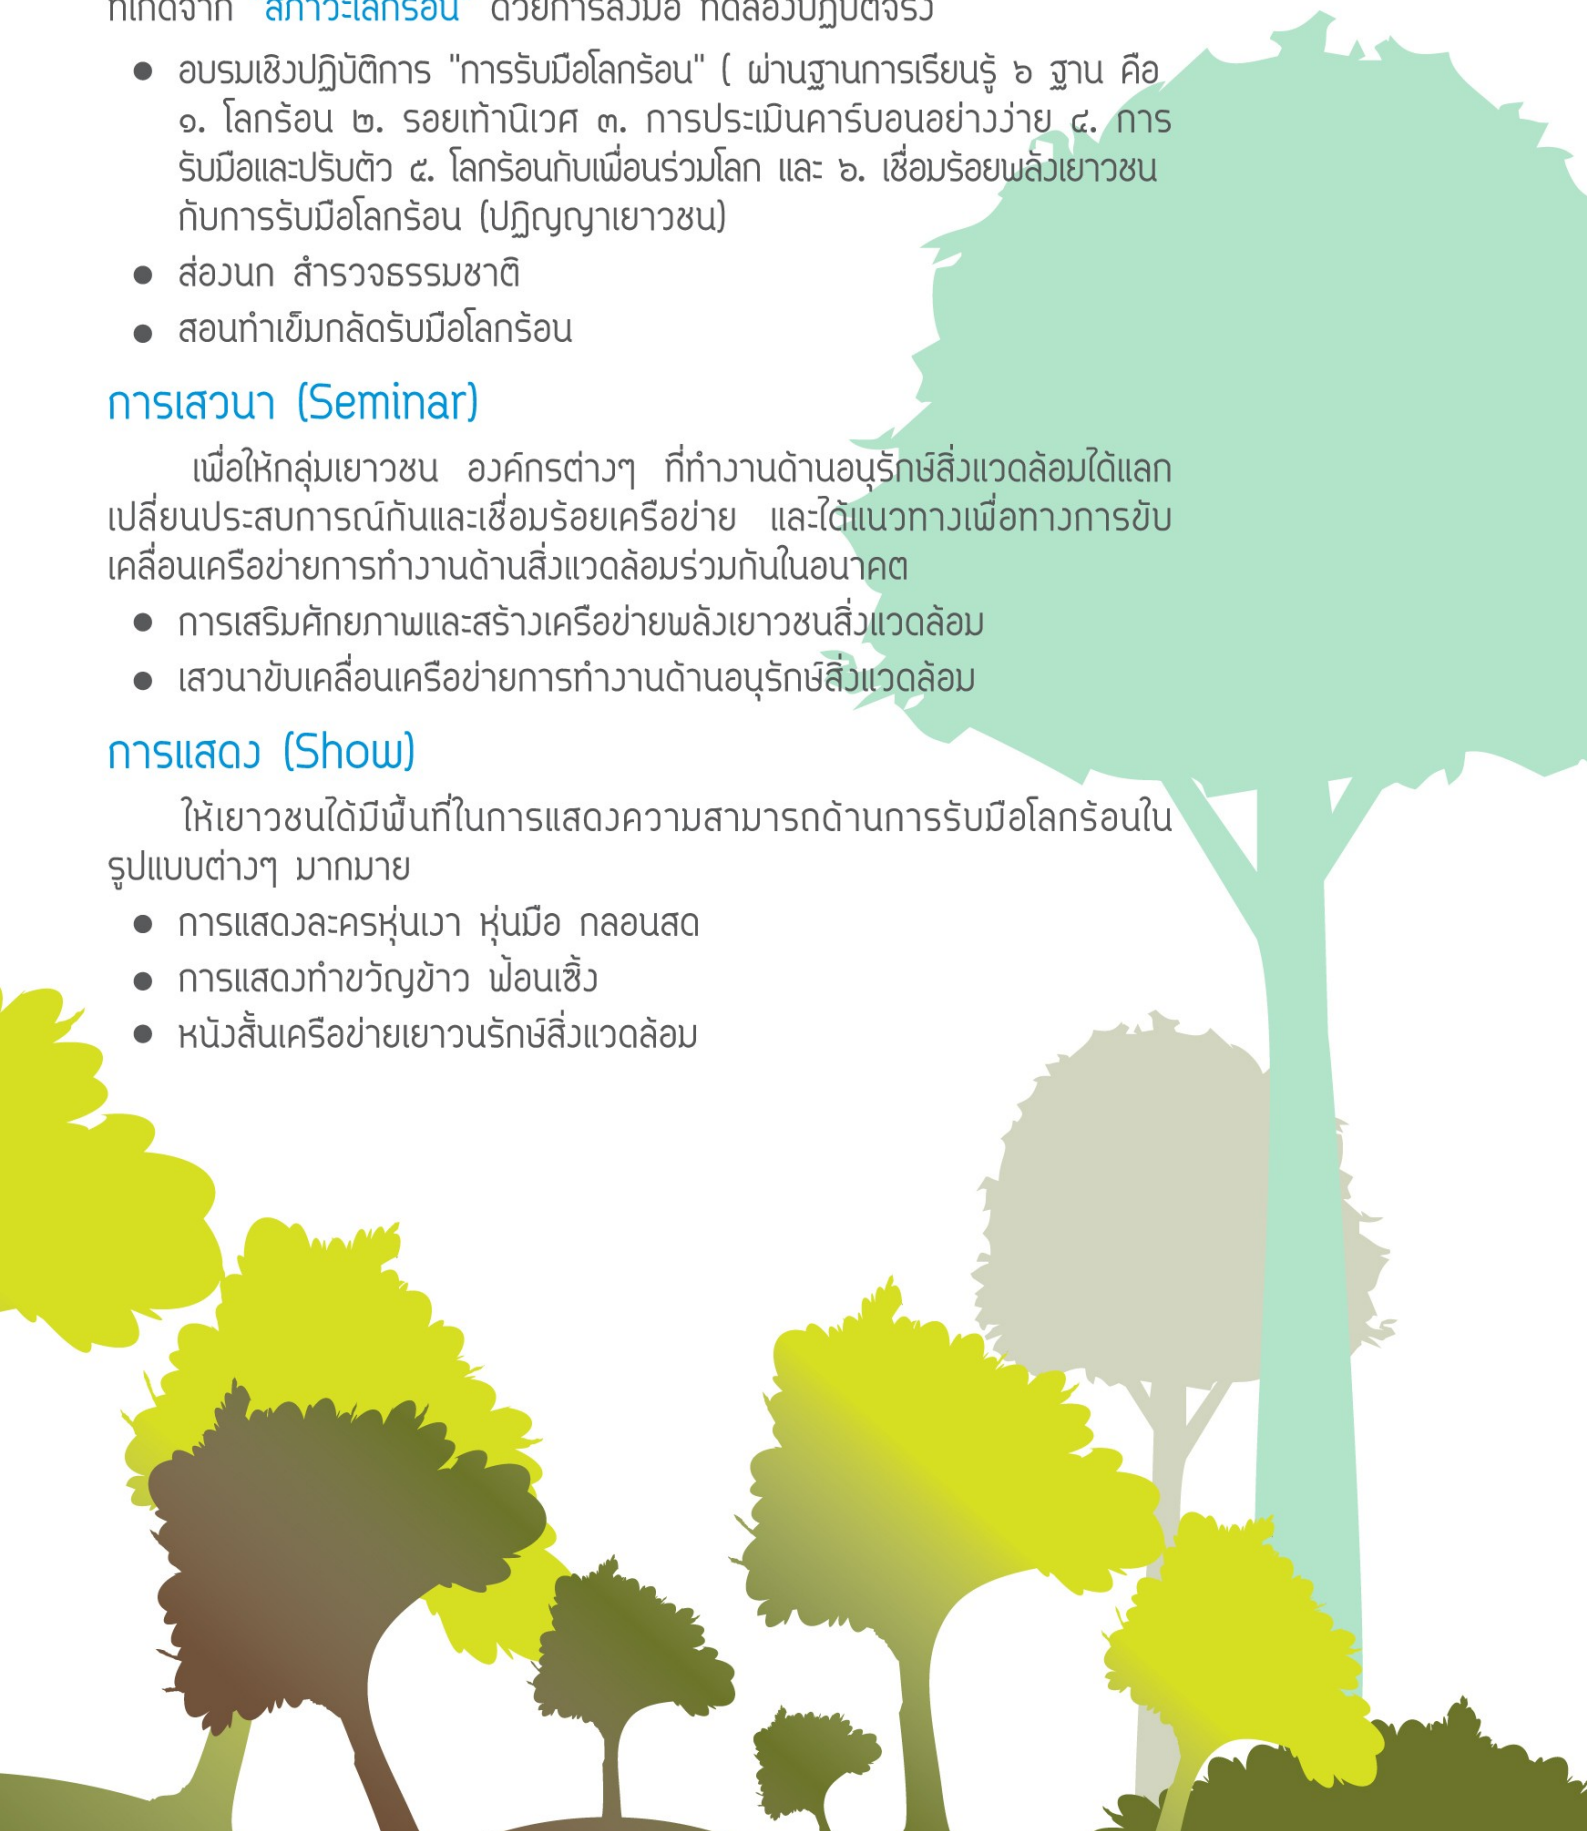 ที่เกิดจาก "สภาวะโลกร้อน" ด้วยการลงมือ ทดลองปฏิบัติจริง
● อบรมเชิงปฏิบัติการ "การรับมือโลกร้อน" ( ผ่านฐานการเรียนรู้ ๖ ฐาน คือ
๑. โลกร้อน ๒. รอยเท้านิเวศ ๓. การประเมินคาร์บอนอย่างง่าย ๔. การ
รับมือและปรับตัว ๕. โลกร้อนกับเพื่อนร่วมโลก และ ๖. เชื่อมร้อยพลังเยาวชน
กับการรับมือโลกร้อน (ปฏิญญาเยาวชน)
● ส่องนก สำรวจธรรมชาติ
● สอนทำเข็มกลัดรับมือโลกร้อน
การเสวนา (Seminar)
เพื่อให้กลุ่มเยาวชน องค์กรต่างๆ ที่ทำงานด้านอนุรักษ์สิ่งแวดล้อมได้แลก
เปลี่ยนประสบการณ์กันและเชื่อมร้อยเครือข่าย และได้แนวทางเพื่อทางการขับ
เคลื่อนเครือข่ายการทำงานด้านสิ่งแวดล้อมร่วมกันในอนาคต
● การเสริมศักยภาพและสร้างเครือข่ายพลังเยาวชนสิ่งแวดล้อม
● เสวนาขับเคลื่อนเครือข่ายการทำงานด้านอนุรักษ์สิ่งแวดล้อม
การแสดง (Show)
ให้เยาวชนได้มีพื้นที่ในการแสดงความสามารถด้านการรับมือโลกร้อนใน
รูปแบบต่างๆ มากมาย
● การแสดงละครหุ่นเงา หุ่นมือ กลอนสด
● การแสดงทำขวัญข้าว ฟ้อนเซิ้ง
● หนังสั้นเครือข่ายเยาวนรักษ์สิ่งแวดล้อม